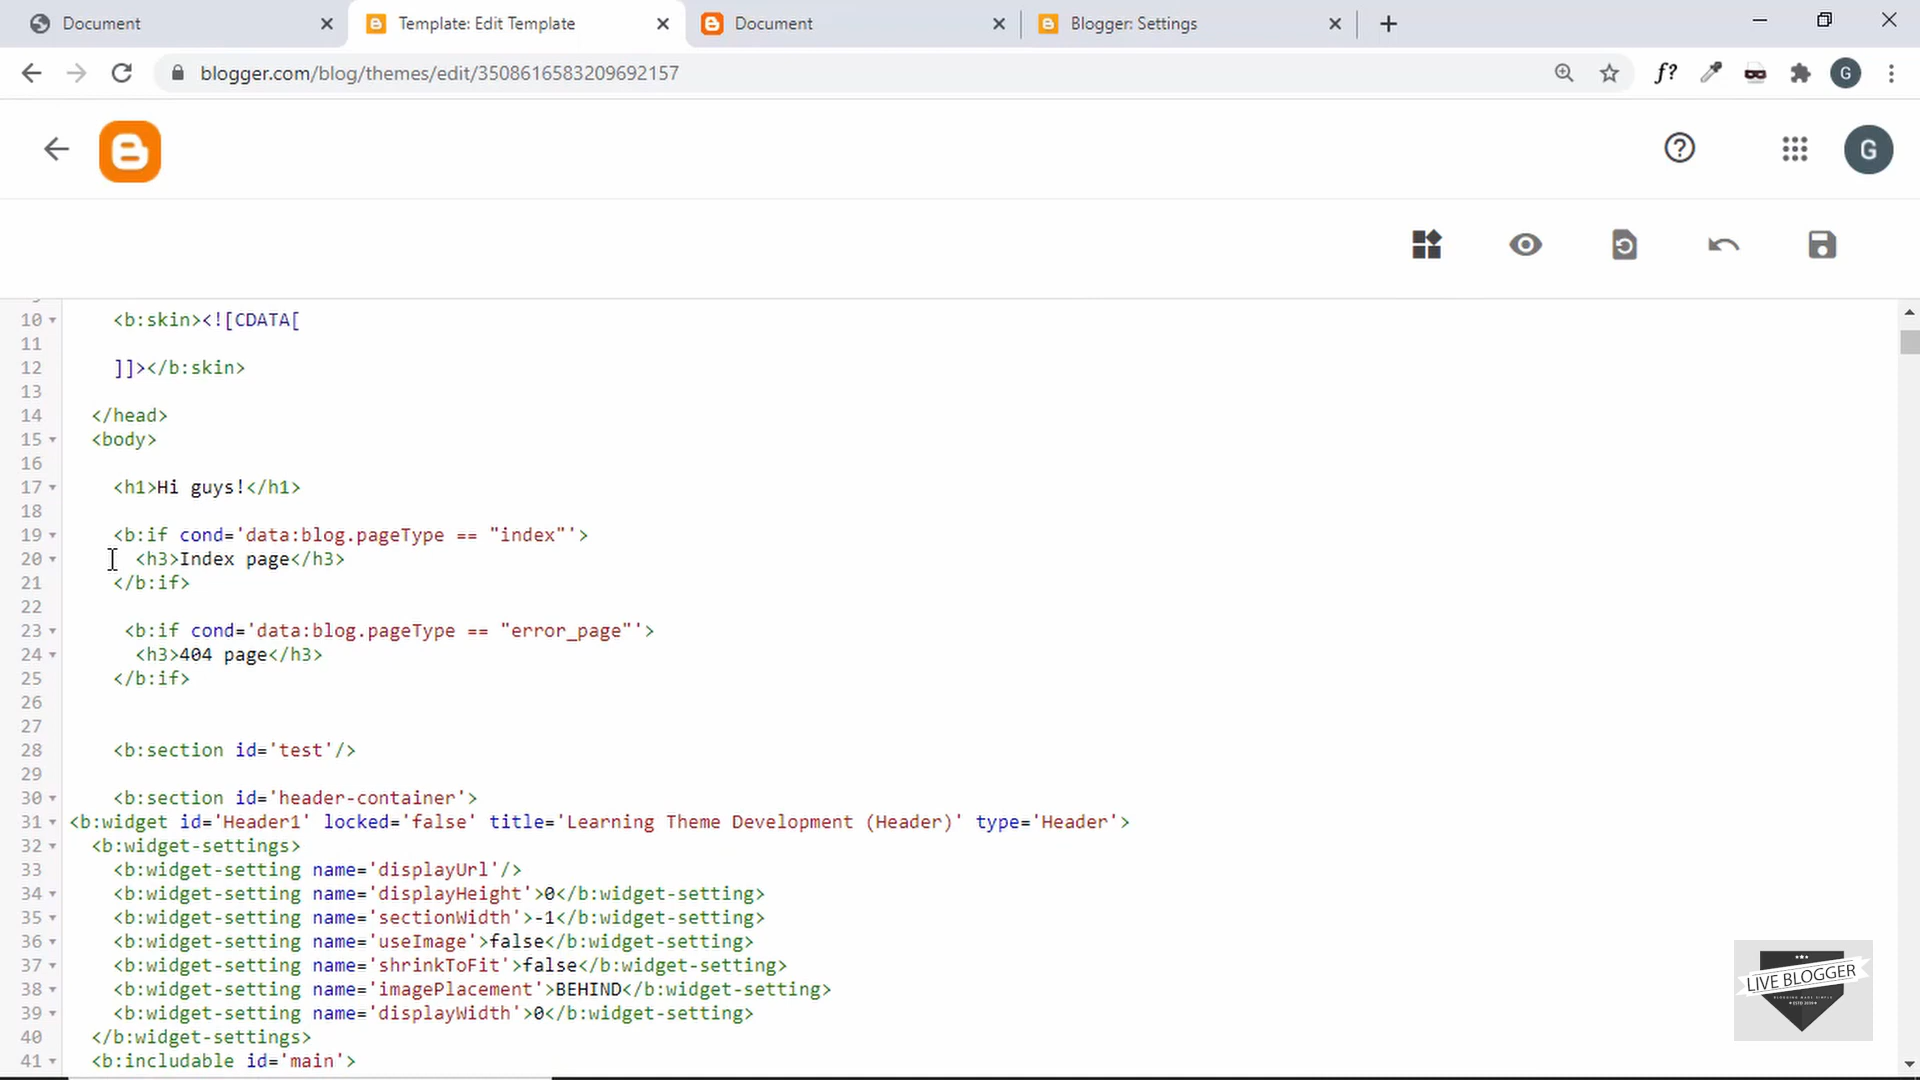 Document
Template: Edit Template
Document
Blogger: Settings
blogger.com/blog/themes/edit/3508616583209692157
f?
G
G
10 <b:skin><![CDATA[
11
12 ]]></b:skin>
13
14 </head>
15 <body>
16
17 <h1>Hi guys!</h1>
18
19 <b:if cond='data:blog.pageType == "index"'>
20 <h3>Index page</h3>
21 </b:if>
22
23 <b:if cond='data:blog.pageType == "error_page"'>
24 <h3>404 page</h3>
25 </b:if>
26
27
28 <b:section id='test'/>
29
30 <b:section id='header-container'>
31 <b:widget id='Header1' locked='false' title='Learning Theme Development (Header)' type='Header'>
32 <b:widget-settings>
33 <b:widget-setting name='displayUrl'/>
34 <b:widget-setting name='displayHeight'>0</b:widget-setting>
35 <b:widget-setting name='sectionWidth'>-1</b:widget-setting>
36 <b:widget-setting name='useImage'>false</b:widget-setting>
37 <b:widget-setting name='shrinkToFit'>false</b:widget-setting>
38 <b:widget-setting name='imagePlacement'>BEHIND</b:widget-setting>
39 <b:widget-setting name='displayWidth'>0</b:widget-setting>
40 </b:widget-settings>
41 <b:includable id='main'>
LIVE BLOGGER